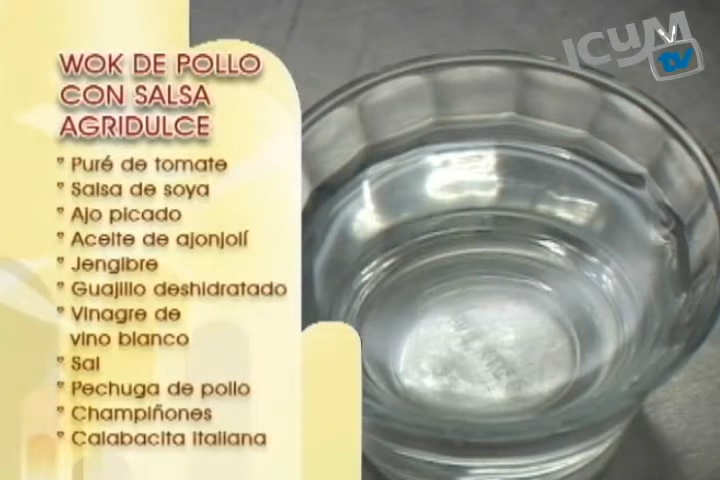 WOK DE POLLO
CON SALSA
AGRIDULCE
* Puré de tomate
* Salsa de soya
* Ajo picado
* Aceite de ajonjolí
* Jengibre
* Guajillo deshidratado
* Vinagre de
vino blanco
* Sal
* Pechuga de pollo
* Champiñones
* Calabacita italiana
JCUM
tv